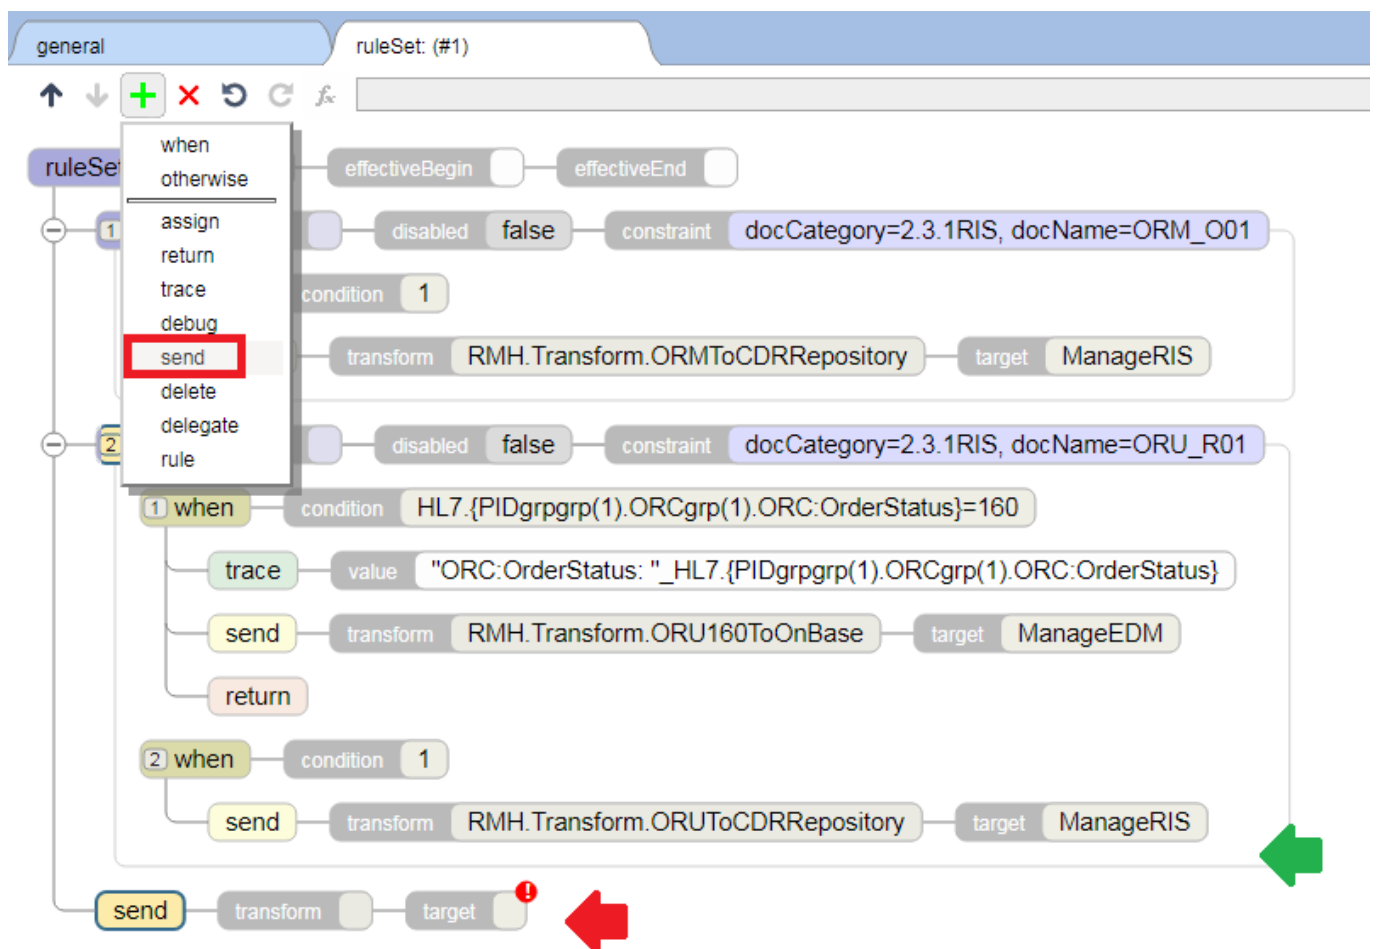 general ruleSet: (#1)
fx
when
ruleSet effectiveBegin effectiveEnd
otherwise
assign
1 disabled false constraint docCategory=2.3.1RIS, docName=ORM_O01
return
trace condition 1
debug
send transform RMH.Transform.ORMToCDRRepository target ManageRIS
delete
delegate
2 disabled false constraint docCategory=2.3.1RIS, docName=ORU_R01
rule
1 when condition HL7.{PIDgrpgrp(1).ORCgrp(1).ORC:OrderStatus}=160
trace value "ORC:OrderStatus: "_HL7.{PIDgrpgrp(1).ORCgrp(1).ORC:OrderStatus}
send transform RMH.Transform.ORU160ToOnBase target ManageEDM
return
2 when condition 1
send transform RMH.Transform.ORUToCDRRepository target ManageRIS
send transform target !